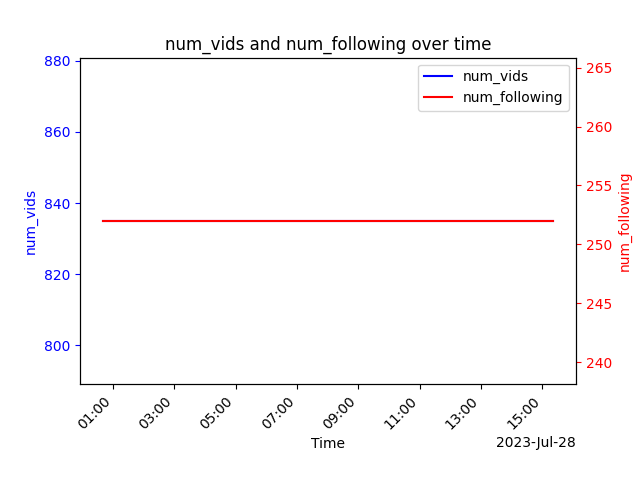 num_vids and num_following over time
num_vids
num_following
880
860
840
820
800
num_vids
265
260
255
250
245
240
num_following
01:00
03:00
05:00
07:00
09:00
11:00
13:00
15:00
Time
2023-Jul-28